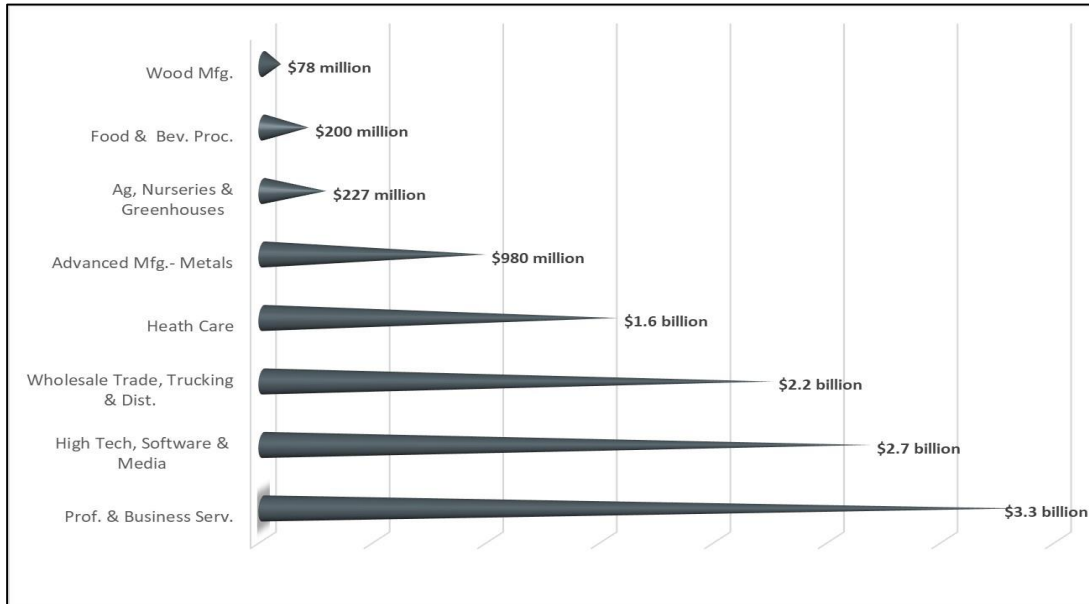 Wood Mfg.
$78 million
Food &  Bev. Proc.
$200 million
Ag, Nurseries &
Greenhouses
$227 million
Advanced Mfg.- Metals
$980 million
Heath Care
$1.6 billion
Wholesale Trade, Trucking
& Dist.
$2.2 billion
High Tech, Software &
Media
$2.7 billion
Prof. & Business Serv.
$3.3 billion